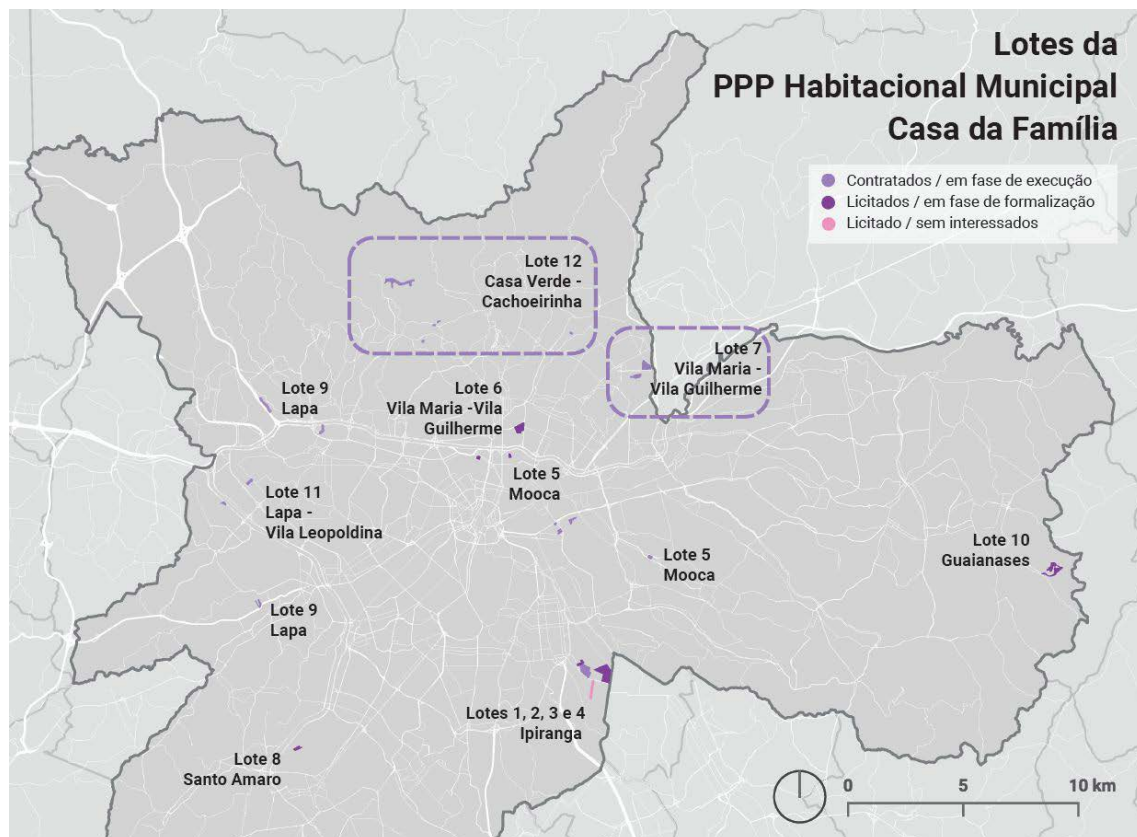 Lotes da
PPP Habitacional Municipal
Casa da Família
Contratados / em fase de execução
Licitados / em fase de formalização
Licitado / sem interessados
Lote 12
Casa Verde -
Cachoeirinha
Lote 7
Vila Maria -
Vila Guilherme
Lote 9
Lapa
Lote 6
Vila Maria -Vila
Guilherme
Lote 5
Mooca
Lote 11
Lapa -
Vila Leopoldina
Lote 10
Guaianases
Lote 5
Mooca
Lote 9
Lapa
Lotes 1, 2, 3 e 4
Ipiranga
Lote 8
Santo Amaro
0 5 10 km